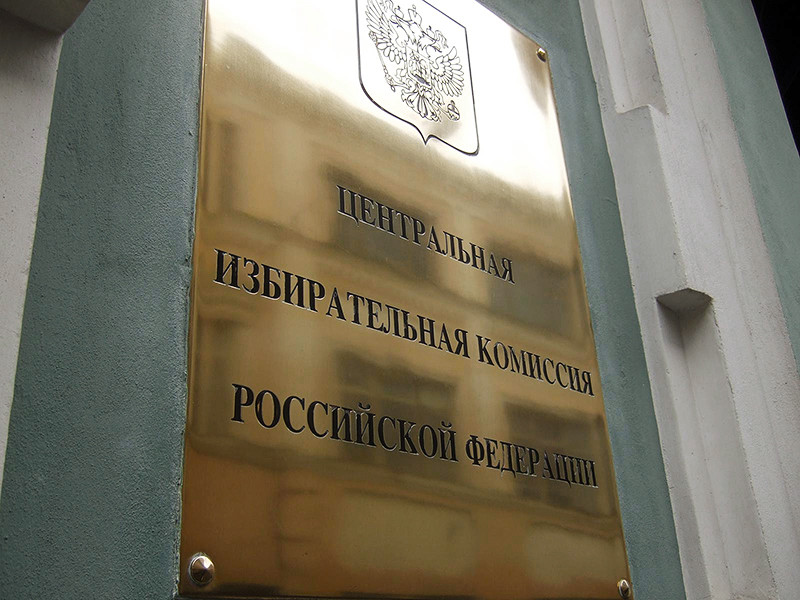 ЦЕНТРАЛЬНАЯ
ИЗБИРАТЕЛЬНАЯ КОМИССИЯ
РОССИЙСКОЙ ФЕДЕРАЦИИ